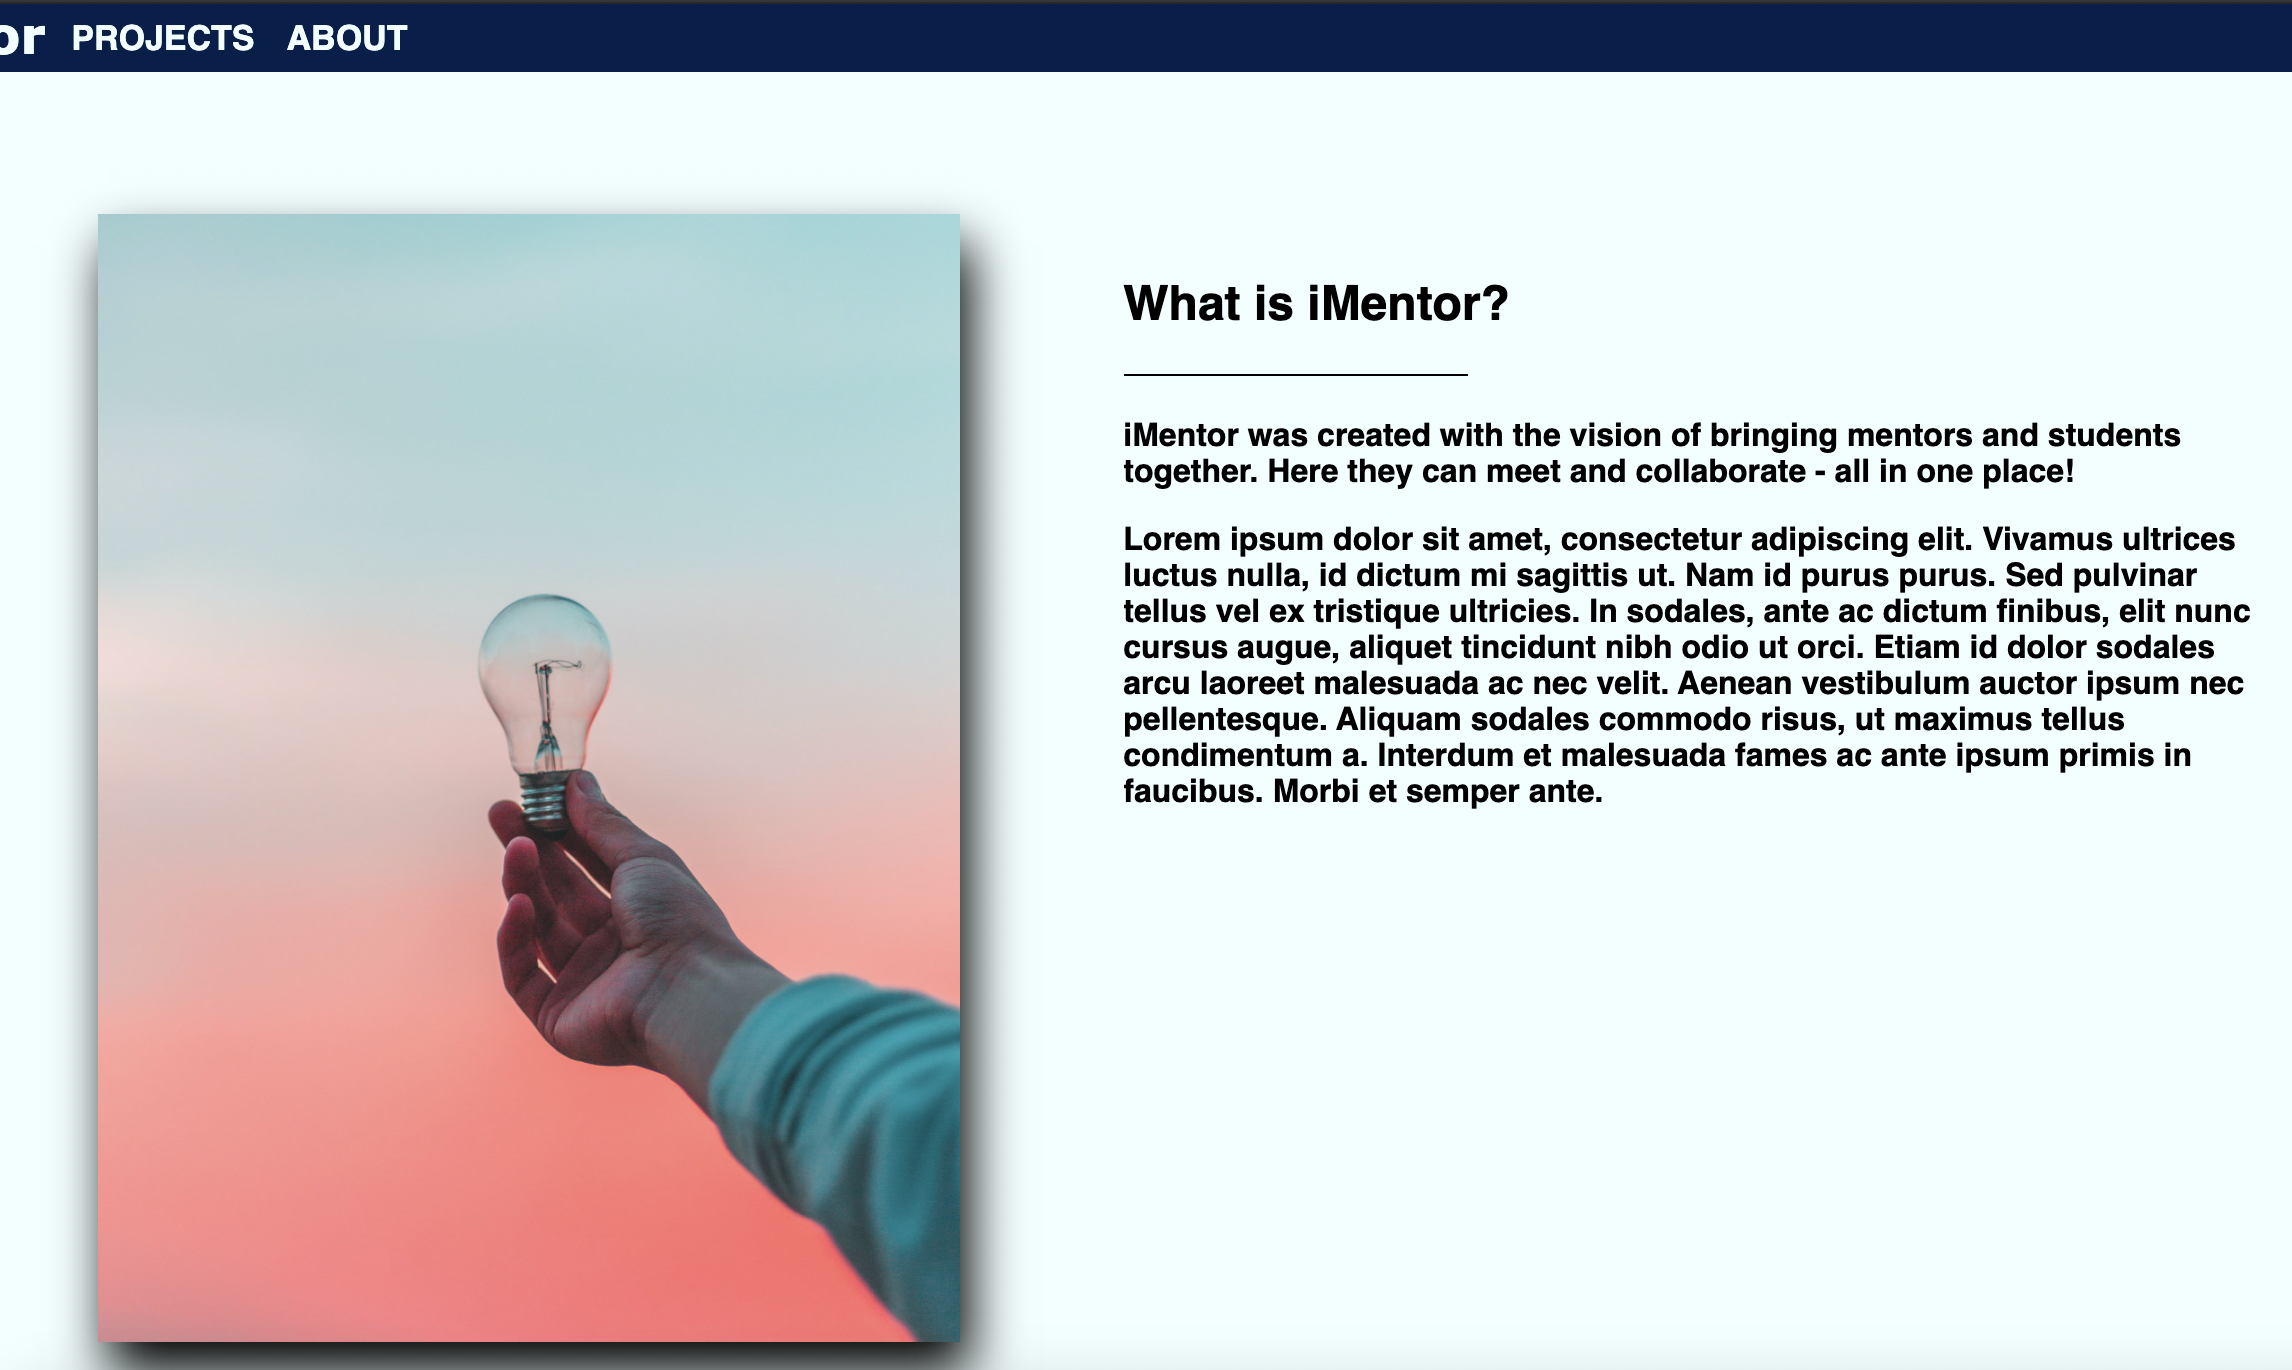 or PROJECTS ABOUT
What is iMentor?
iMentor was created with the vision of bringing mentors and students
together. Here they can meet and collaborate - all in one place!
Lorem ipsum dolor sit amet, consectetur adipiscing elit. Vivamus ultrices
luctus nulla, id dictum mi sagittis ut. Nam id purus purus. Sed pulvinar
tellus vel ex tristique ultricies. In sodales, ante ac dictum finibus, elit nunc
cursus augue, aliquet tincidunt nibh odio ut orci. Etiam id dolor sodales
arcu laoreet malesuada ac nec velit. Aenean vestibulum auctor ipsum nec
pellentesque. Aliquam sodales commodo risus, ut maximus tellus
condimentum a. Interdum et malesuada fames ac ante ipsum primis in
faucibus. Morbi et semper ante.